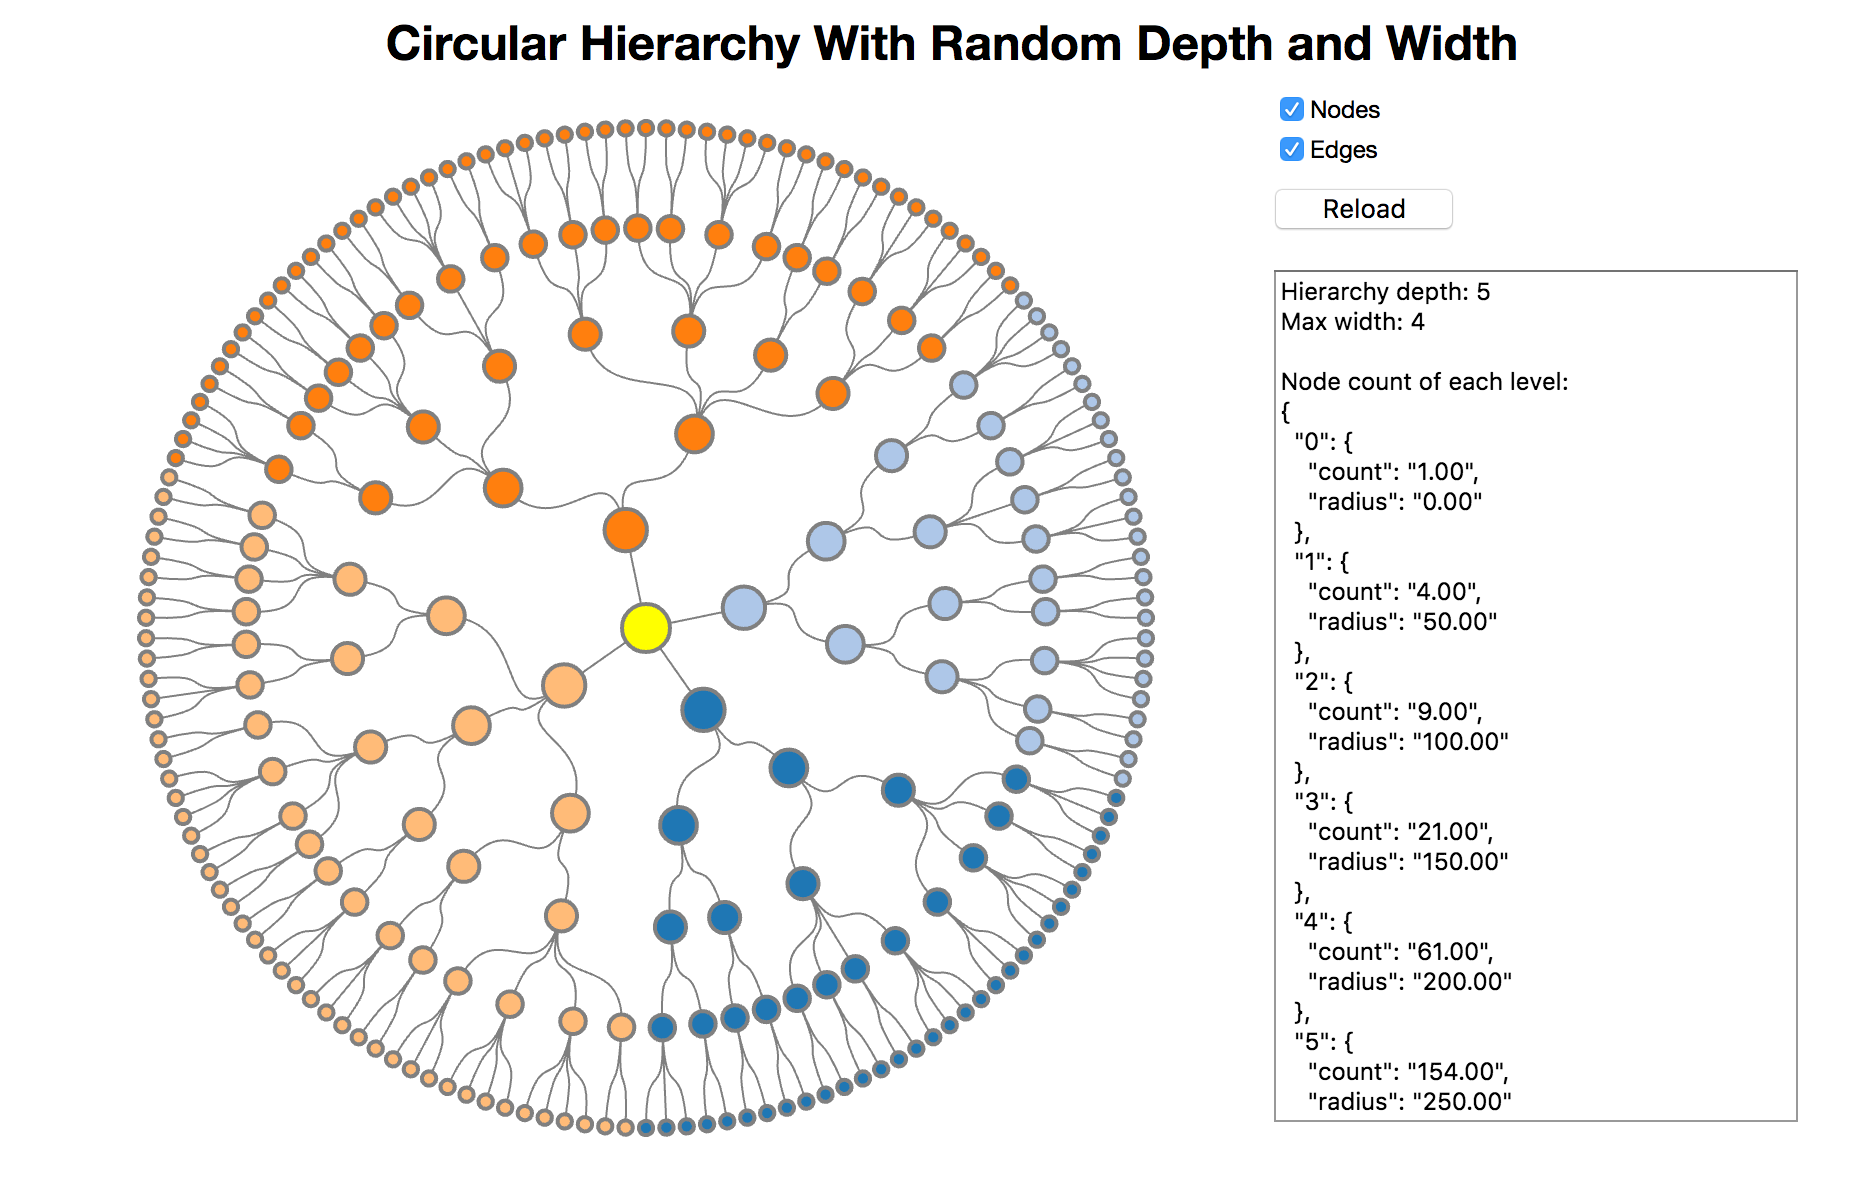 Circular Hierarchy With Random Depth and Width
Nodes
Edges
Reload
Hierarchy depth: 5
Max width: 4
Node count of each level:
{
"0": {
"count": "1.00",
"radius": "0.00"
},
"1": {
"count": "4.00",
"radius": "50.00"
},
"2": {
"count": "9.00",
"radius": "100.00"
},
"3": {
"count": "21.00",
"radius": "150.00"
},
"4": {
"count": "61.00",
"radius": "200.00"
},
"5": {
"count": "154.00",
"radius": "250.00"